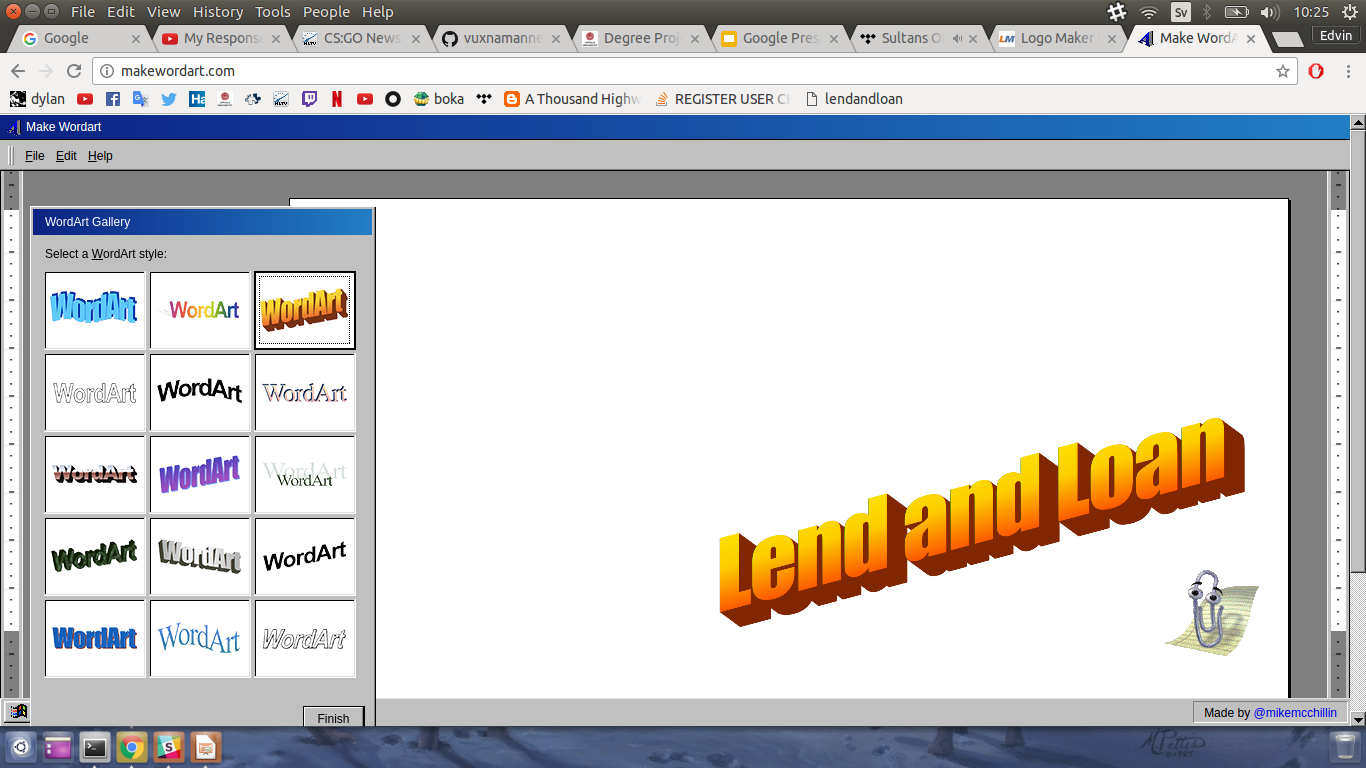 File Edit View History Tools People Help Sv 10:25
Google My Respons CS:GO News vuxnamanne Degree Proj Google Pres Sultans O LM Logo Maker Make WordA Edvin
makewordart.com
dylan boka A Thousand Highw REGISTER USER C lendandloan
Make Wordart
File Edit Help
WordArt Gallery
Select a WordArt style:
WordArt WordArt WordArt
WordArt WordArt WordArt
WordArt WordArt WordArt WordArt
WordArt WordArt WordArt
WordArt WordArt WordArt
Lend and Loan
Finish
Made by @mikemcchillin